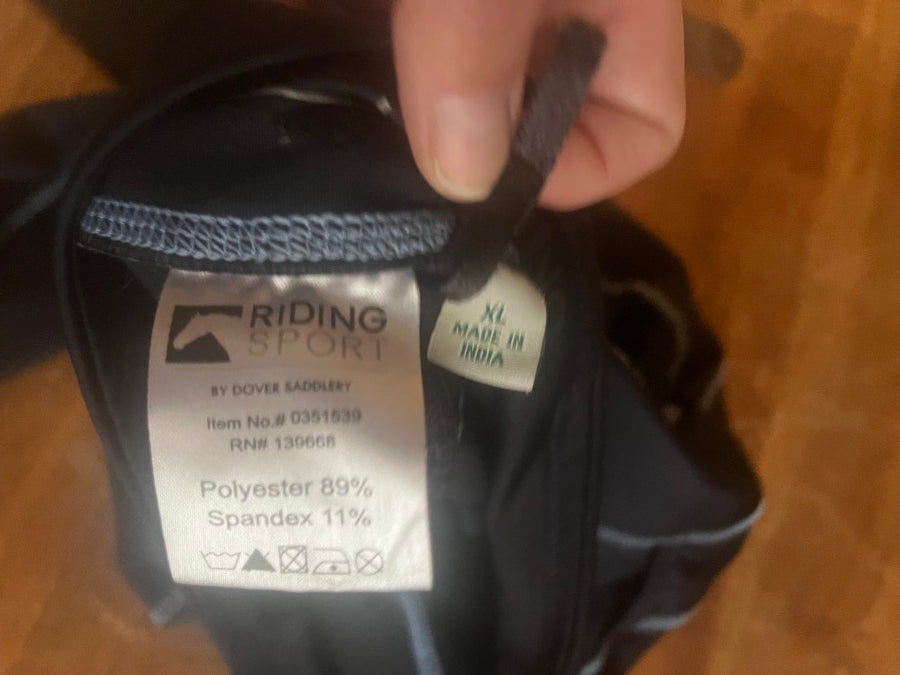 RIDING
SPORT
BY DOVER SADDLERY
Item No.# 0351539
RN# 139668
Polyester 89%
Spandex 11%
XL
MADE IN
INDIA